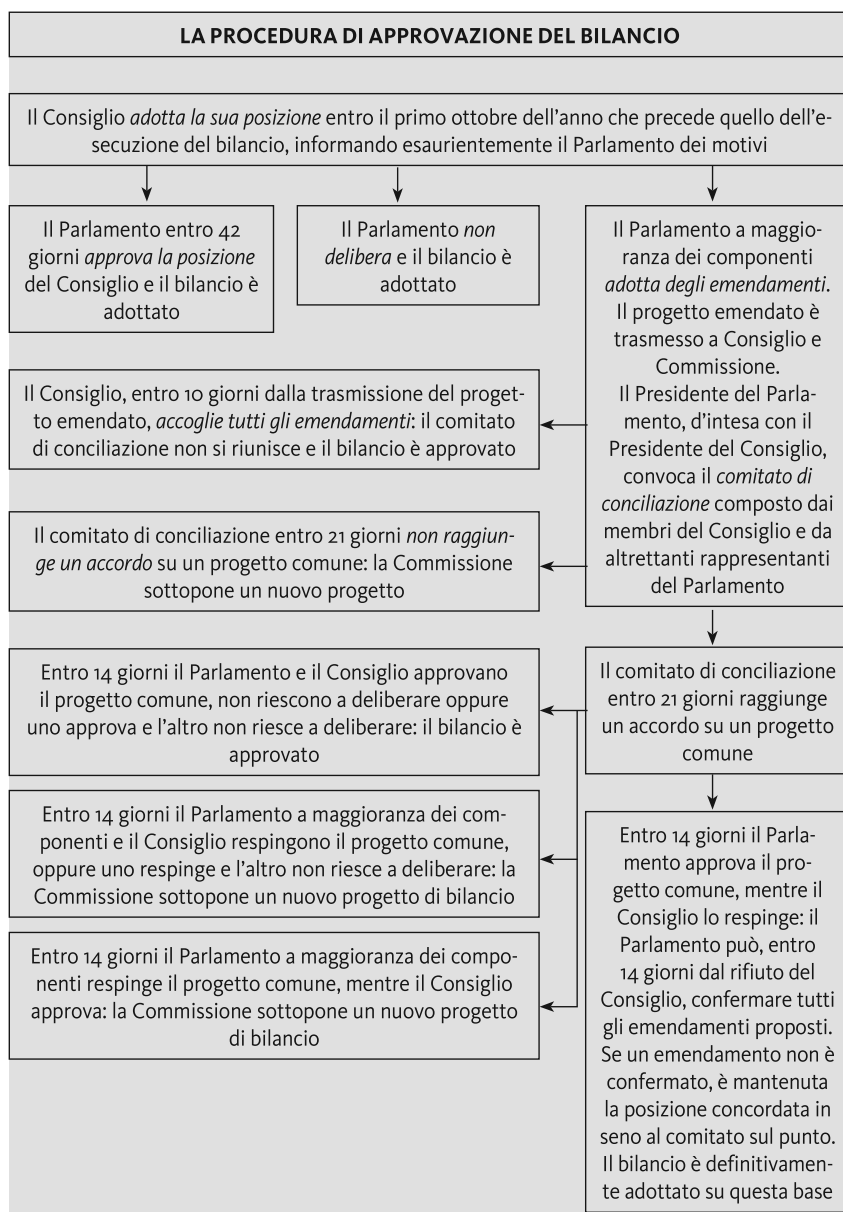 LA PROCEDURA DI APPROVAZIONE DEL BILANCIO
Il Consiglio adotta la sua posizione entro il primo ottobre dell'anno che precede quello dell'e-
secuzione del bilancio, informando esaurientemente il Parlamento dei motivi
Il Parlamento entro 42
giorni approva la posizione
del Consiglio e il bilancio è
adottato
Il Parlamento non
delibera e il bilancio è
adottato
Il Parlamento a maggio-
ranza dei componenti
adotta degli emendamenti.
Il progetto emendato è
trasmesso a Consiglio e
Commissione.
Il Presidente del Parla-
mento, d'intesa con il
Presidente del Consiglio,
convoca il comitato di
conciliazione composto dai
membri del Consiglio e da
altrettanti rappresentanti
del Parlamento
Il Consiglio, entro 10 giorni dalla trasmissione del proget-
to emendato, accoglie tutti gli emendamenti: il comitato
di conciliazione non si riunisce e il bilancio è approvato
Il comitato di conciliazione entro 21 giorni non raggiun-
ge un accordo su un progetto comune: la Commissione
sottopone un nuovo progetto
Il comitato di conciliazione
entro 21 giorni raggiunge
un accordo su un progetto
comune
Entro 14 giorni il Parlamento e il Consiglio approvano
il progetto comune, non riescono a deliberare oppure
uno approva e l'altro non riesce a deliberare: il bilancio è
approvato
Entro 14 giorni il Parlamento a maggioranza dei com-
ponenti e il Consiglio respingono il progetto comune,
oppure uno respinge e l'altro non riesce a deliberare: la
Commissione sottopone un nuovo progetto di bilancio
Entro 14 giorni il Parlamento a maggioranza dei compo-
nenti respinge il progetto comune, mentre il Consiglio
approva: la Commissione sottopone un nuovo progetto
di bilancio
Entro 14 giorni il Parla-
mento approva il pro-
getto comune, mentre il
Consiglio lo respinge: il
Parlamento può, entro
14 giorni dal rifiuto del
Consiglio, confermare tutti
gli emendamenti proposti.
Se un emendamento non è
confermato, è mantenuta
la posizione concordata in
seno al comitato sul punto.
Il bilancio è definitivamen-
te adottato su questa base